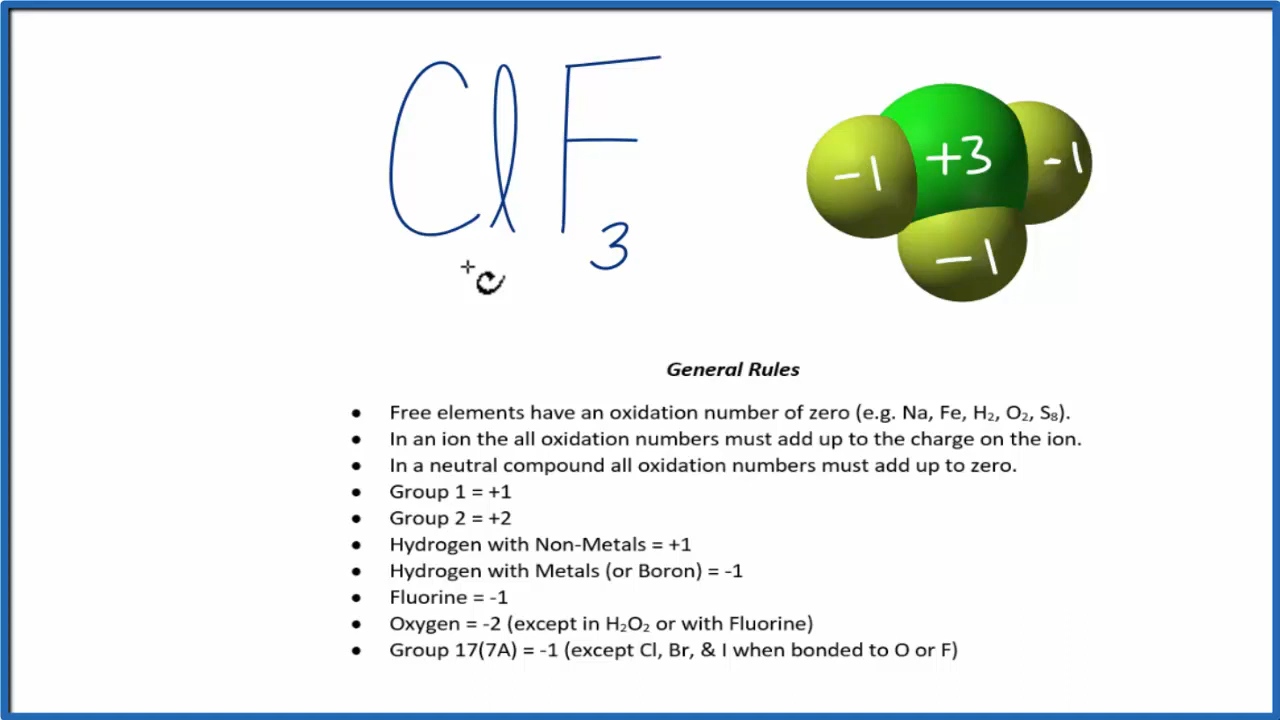 ClF₃
-1 +3 -1
-1
General Rules
• Free elements have an oxidation number of zero (e.g. Na, Fe, H₂, O₂, S₈).
• In an ion the all oxidation numbers must add up to the charge on the ion.
• In a neutral compound all oxidation numbers must add up to zero.
• Group 1 = +1
• Group 2 = +2
• Hydrogen with Non-Metals = +1
• Hydrogen with Metals (or Boron) = -1
• Fluorine = -1
• Oxygen = -2 (except in H₂O₂ or with Fluorine)
• Group 17(7A) = -1 (except Cl, Br, & I when bonded to O or F)